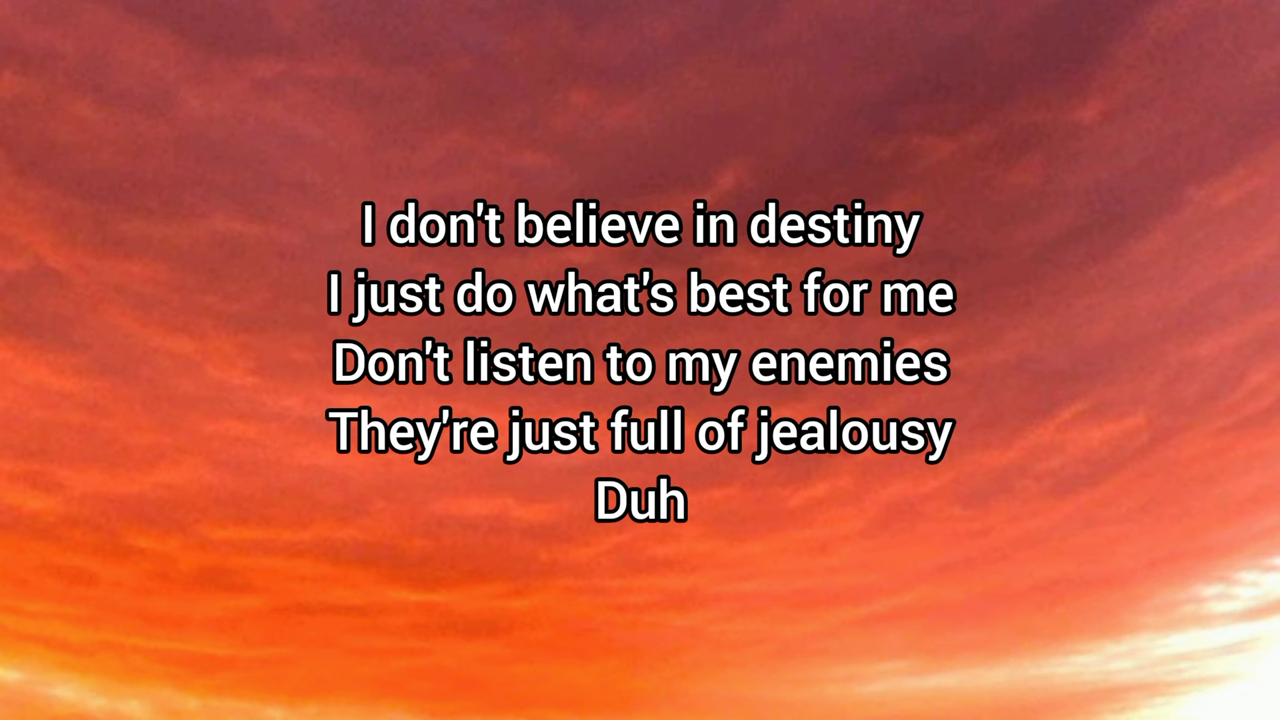 I don't believe in destiny
I just do what's best for me
Don't listen to my enemies
They're just full of jealousy
Duh